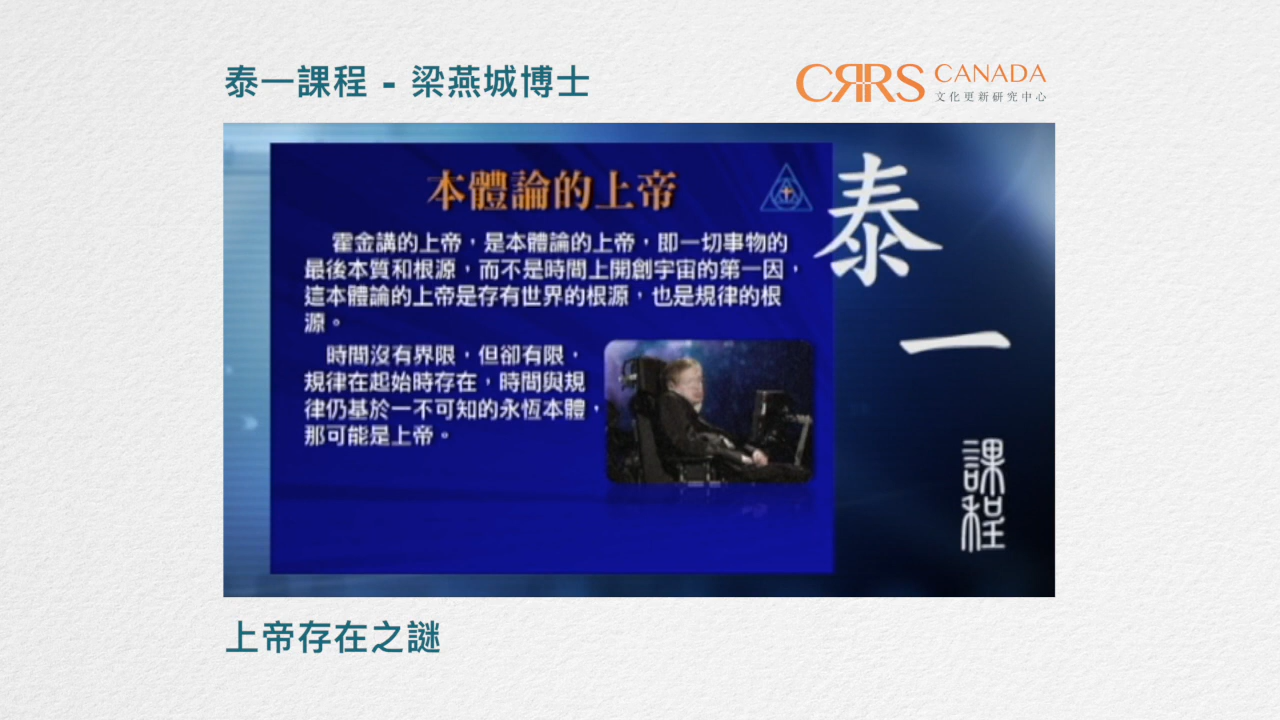 泰一課程 - 梁燕城博士
CRRS CANADA
文化更新研究中心
本體論的上帝
霍金講的上帝，是本體論的上帝，即一切事物的
最後本質和根源，而不是時間上開創宇宙的第一因，
這本體論的上帝是存有世界的根源，也是規律的根
源。
時間沒有界限，但卻有限，
規律在起始時存在，時間與規
律仍基於一不可知的永恆本體，
那可能是上帝。
泰一
課程
上帝存在之謎